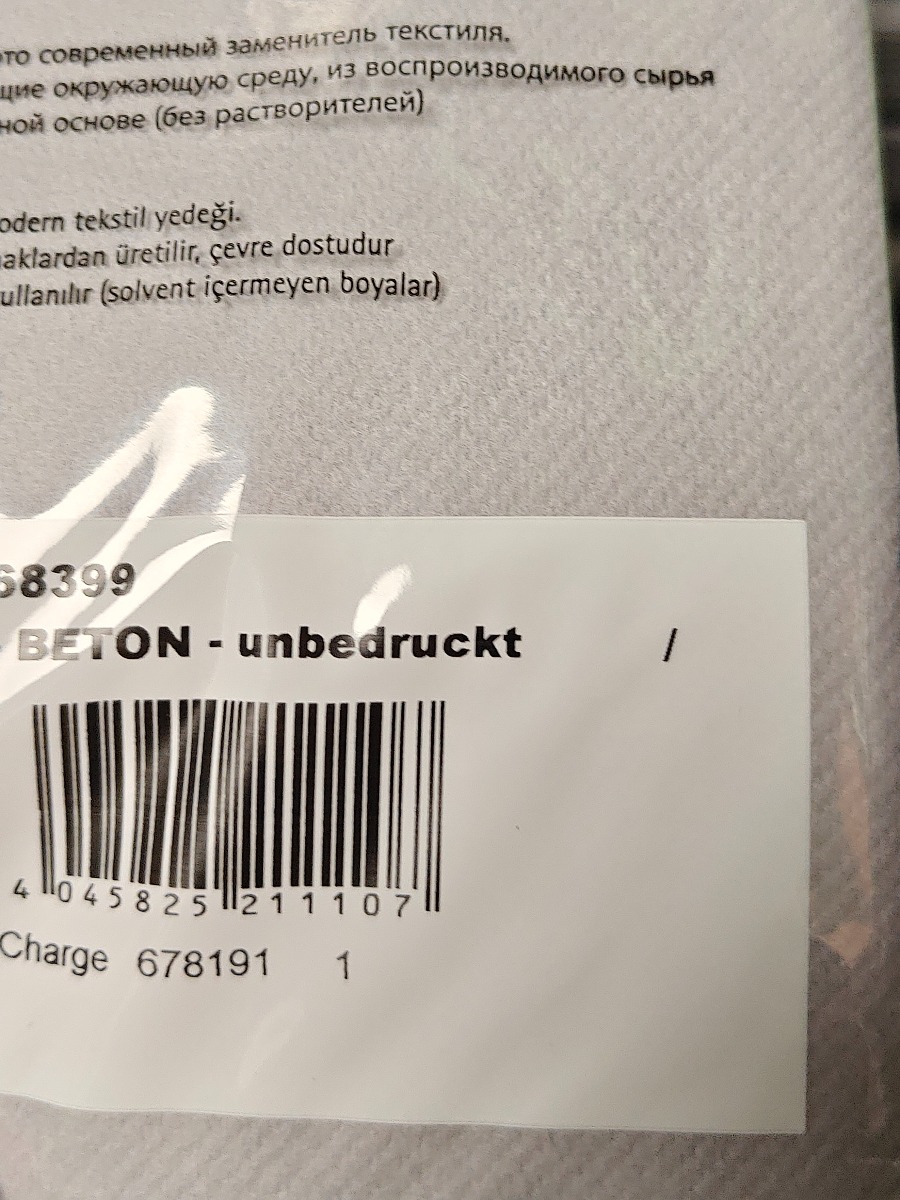 это современный заменитель текстиля.
щие окружающую среду, из воспроизводимого сырья
ной основе (без растворителей)
odern tekstil yedeği.
aklardan üretilir, çevre dostudur
ullanılır (solvent içermeyen boyalar)
68399
- BETON - unbedruckt /
4 045825 211107
Charge 678191 1